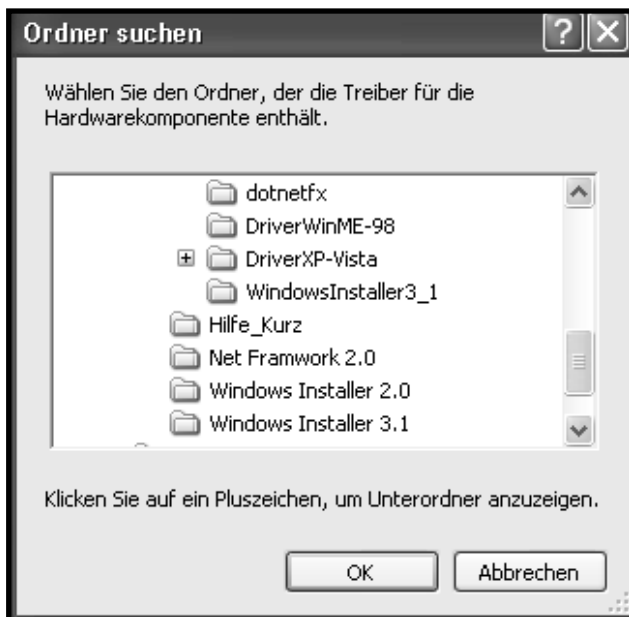 Ordner suchen
Wählen Sie den Ordner, der die Treiber für die
Hardwarekomponente enthält.
dotnetfx
DriverWinME-98
DriverXP-Vista
WindowsInstaller3_1
Hilfe_Kurz
Net Framwork 2.0
Windows Installer 2.0
Windows Installer 3.1
Klicken Sie auf ein Pluszeichen, um Unterordner anzuzeigen.
OK
Abbrechen